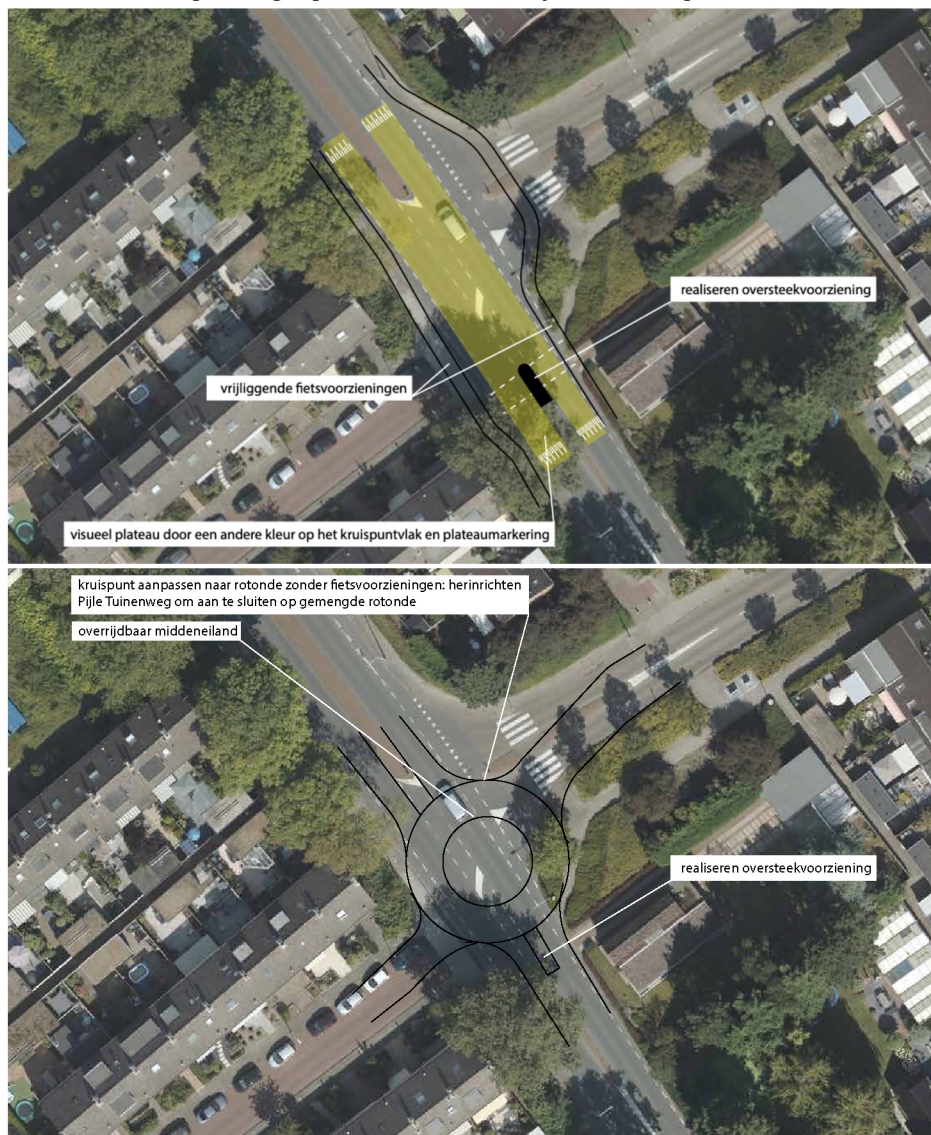 realiseren oversteekvoorziening
vrijliggende fietsvoorzieningen
visueel plateau door een andere kleur op het kruispuntvlak en plateaumarkering
kruispunt aanpassen naar rotonde zonder fietsvoorzieningen: herinrichten
Pijle Tuinenweg om aan te sluiten op gemengde rotonde
overrijdbaar middeneiland
realiseren oversteekvoorziening